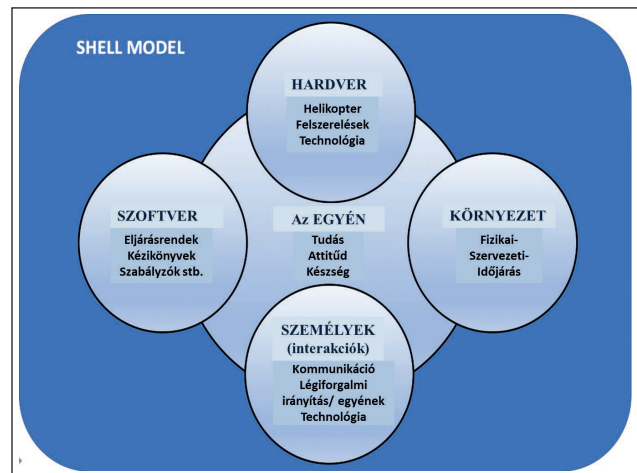 SHELL MODEL
HARDVER
Helikopter
Felszerelések
Technológia
SZOFTVER
Eljárásrendek
Kézikönyvek
Szabályzók stb.
Az EGYÉN
Tudás
Attitűd
Készség
KÖRNYEZET
Fizikai-
Szervezeti-
Időjárás
SZEMÉLYEK
(interakciók)
Kommunikáció
Légiforgalmi
irányítás/ egyének
Technológia